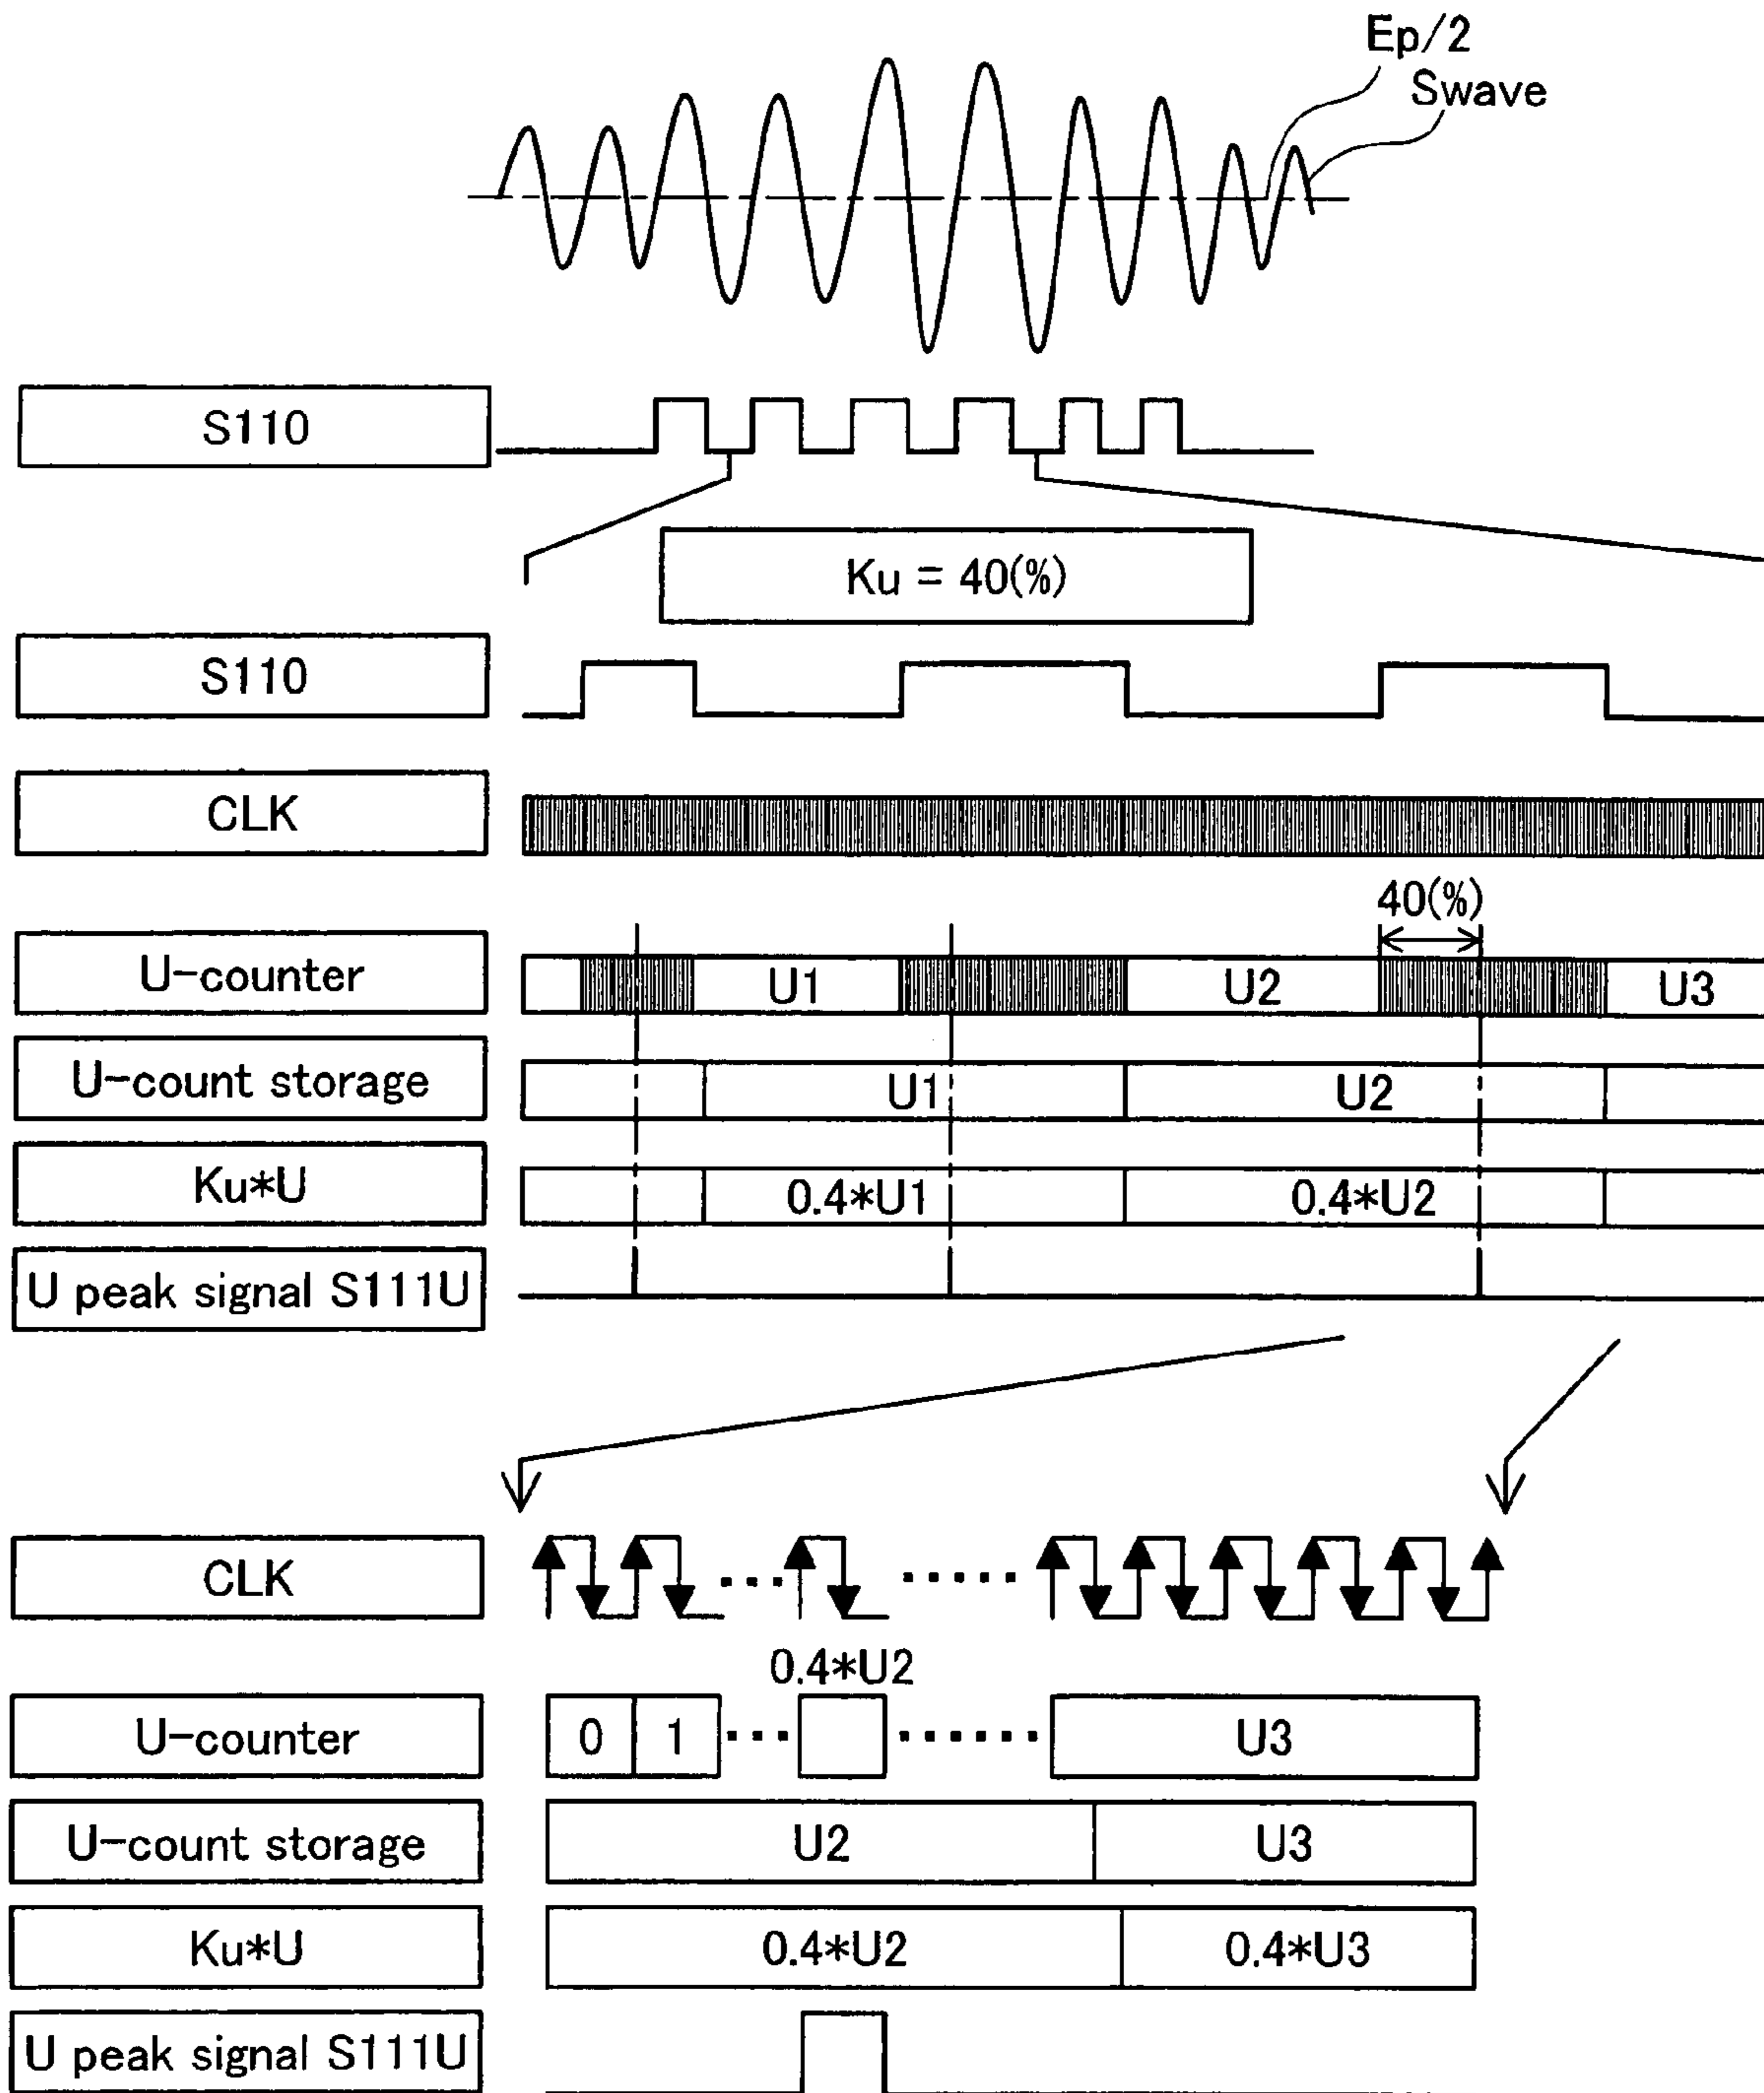 Ep/2
Swave
S110
Ku = 40(%)
S110
CLK
40(%)
U-counter U1 U2 U3
U-count storage U1 U2
Ku*U 0.4*U1 0.4*U2
U peak signal S111U
CLK
0.4*U2
U-counter 0 1 U3
U-count storage U2 U3
Ku*U 0.4*U2 0.4*U3
U peak signal S111U